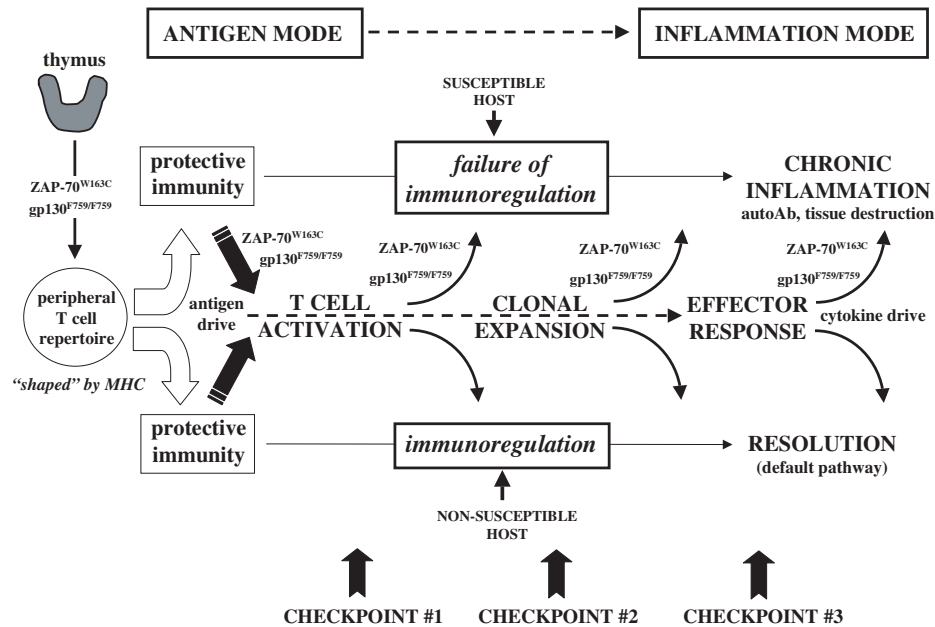 ANTIGEN MODE
INFLAMMATION MODE
thymus
SUSCEPTIBLE
HOST
protective
immunity
failure of
immunoregulation
CHRONIC
INFLAMMATION
autoAb, tissue destruction
ZAP-70W163C
gp130F759/F759
ZAP-70W163C
gp130F759/F759
ZAP-70W163C
gp130F759/F759
ZAP-70W163C
gp130F759/F759
ZAP-70W163C
gp130F759/F759
peripheral
T cell
repertoire
antigen
drive
T CELL
ACTIVATION
CLONAL
EXPANSION
EFFECTOR
RESPONSE
cytokine drive
“shaped” by MHC
protective
immunity
immunoregulation
RESOLUTION
(default pathway)
NON-SUSCEPTIBLE
HOST
CHECKPOINT #1
CHECKPOINT #2
CHECKPOINT #3